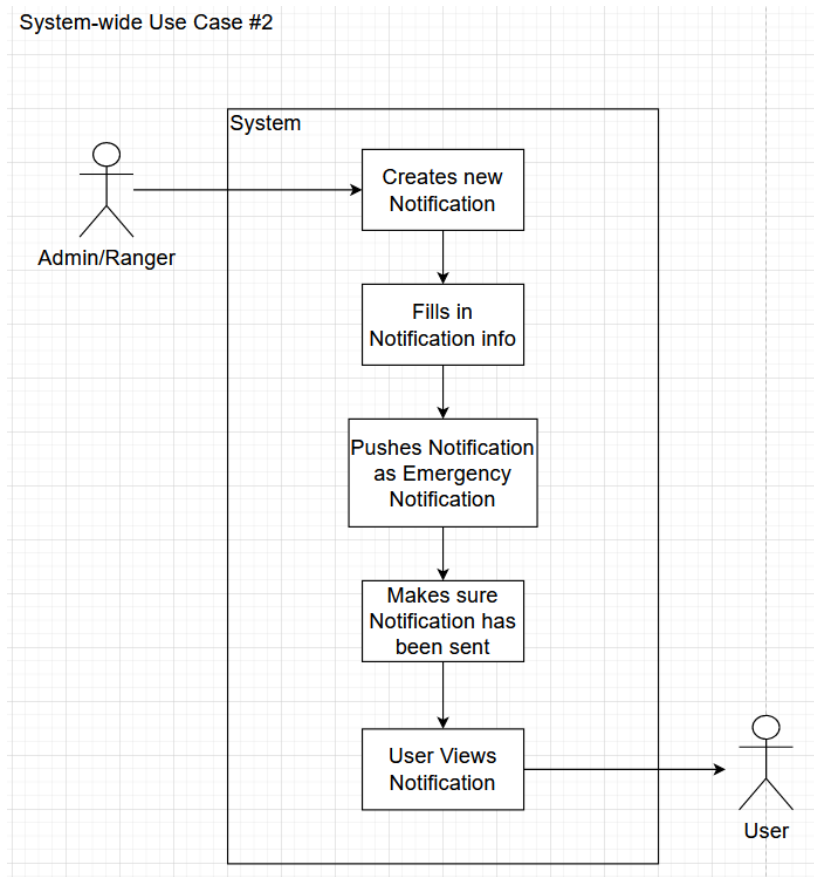 System-wide Use Case #2
System
Creates new
Notification
Admin/Ranger
Fills in
Notification info
Pushes Notification
as Emergency
Notification
Makes sure
Notification has
been sent
User Views
Notification
User